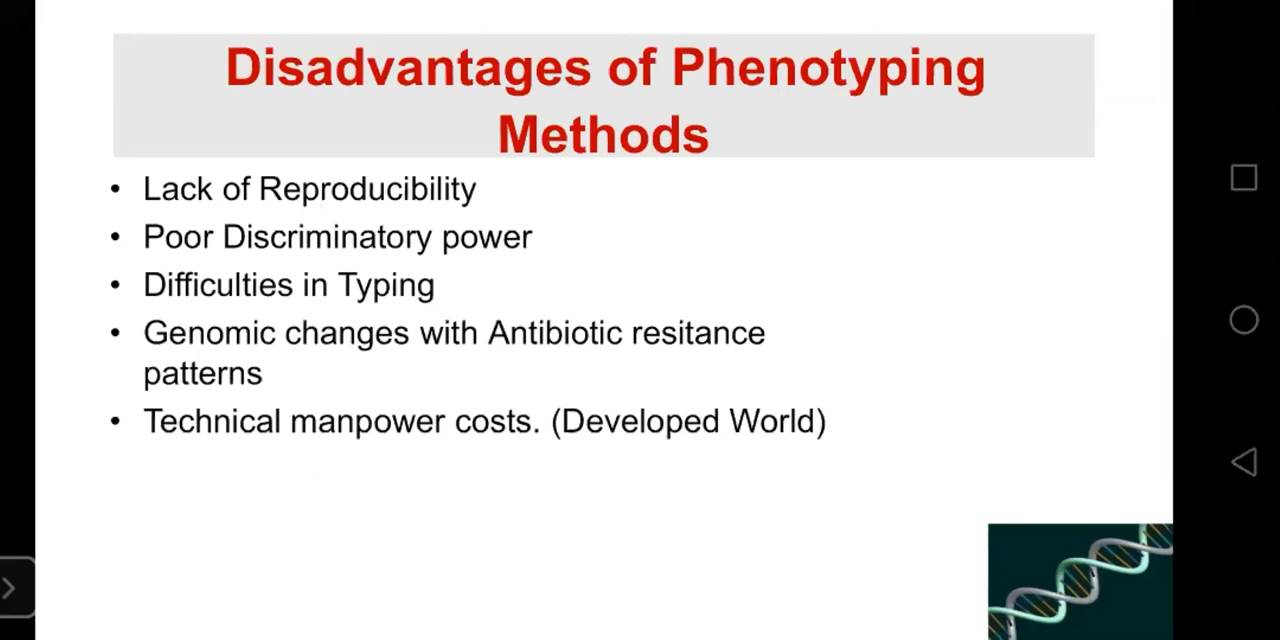 Disadvantages of Phenotyping
Methods
• Lack of Reproducibility
• Poor Discriminatory power
• Difficulties in Typing
• Genomic changes with Antibiotic resitance
patterns
• Technical manpower costs. (Developed World)